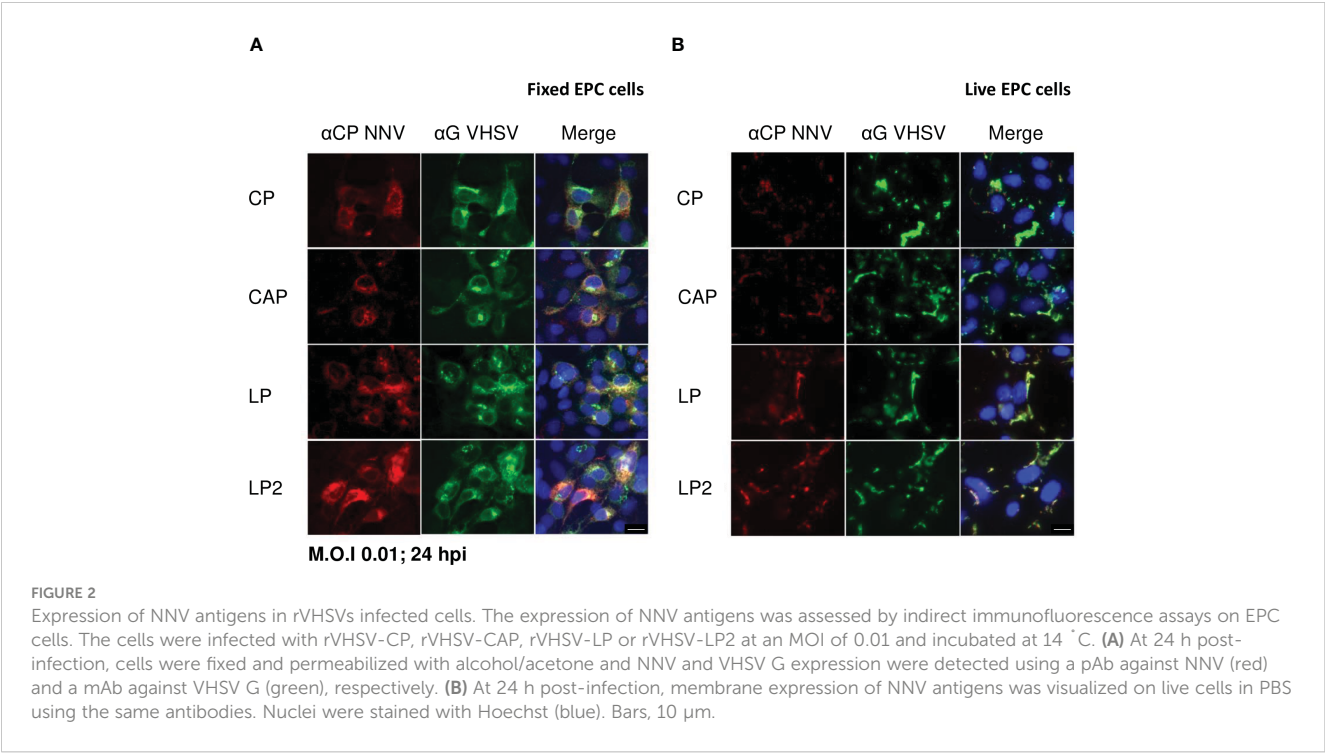 A
B
Fixed EPC cells
Live EPC cells
αCP NNV αG VHSV Merge
αCP NNV αG VHSV Merge
CP
CP
CAP
CAP
LP
LP
LP2
LP2
M.O.I 0.01; 24 hpi
FIGURE 2
Expression of NNV antigens in rVHSVs infected cells. The expression of NNV antigens was assessed by indirect immunofluorescence assays on EPC
cells. The cells were infected with rVHSV-CP, rVHSV-CAP, rVHSV-LP or rVHSV-LP2 at an MOI of 0.01 and incubated at 14 ˚C. (A) At 24 h post-
infection, cells were fixed and permeabilized with alcohol/acetone and NNV and VHSV G expression were detected using a pAb against NNV (red)
and a mAb against VHSV G (green), respectively. (B) At 24 h post-infection, membrane expression of NNV antigens was visualized on live cells in PBS
using the same antibodies. Nuclei were stained with Hoechst (blue). Bars, 10 µm.